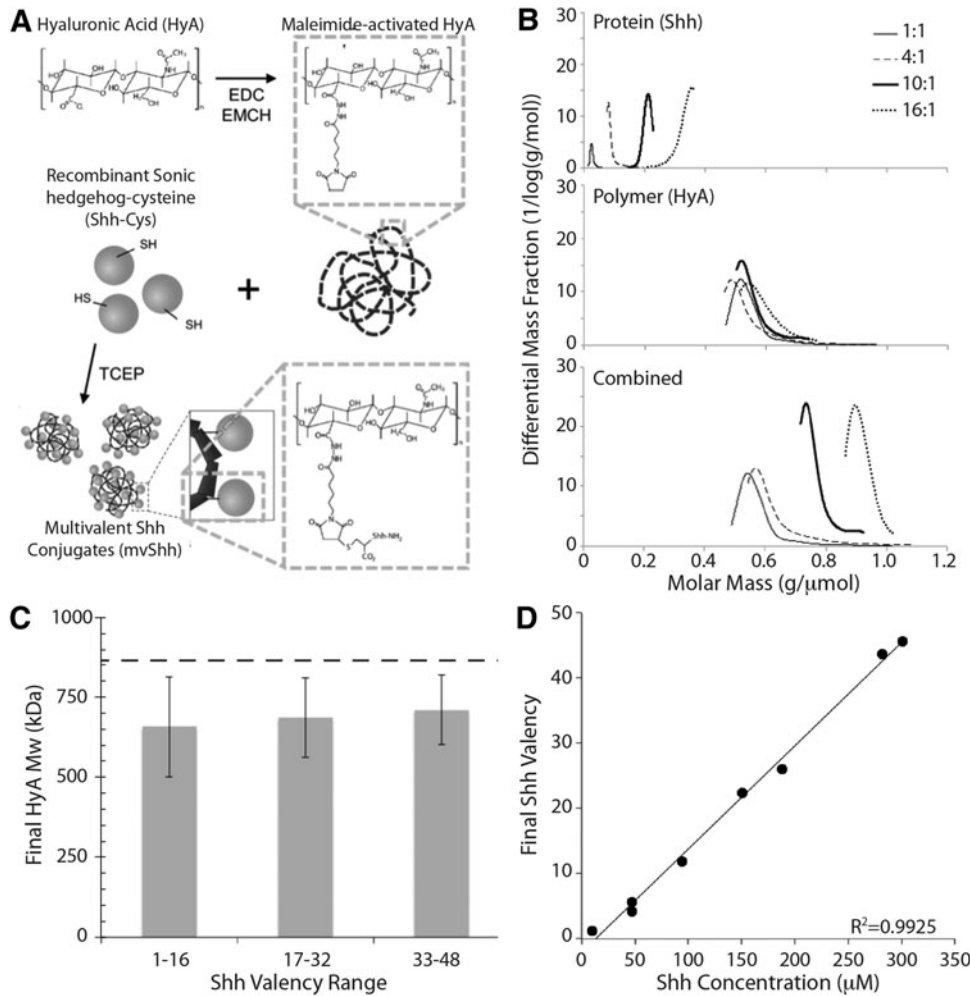 A
Hyaluronic Acid (HyA)
Maleimide-activated HyA
EDC
EMCH
Recombinant Sonic
hedgehog-cysteine
(Shh-Cys)
SH
HS
SH
+
TCEP
Multivalent Shh
Conjugates (mvShh)
Shh-NH₂
S
CO₂
B
Differential Mass Fraction (1/log(g/mol))
Protein (Shh)
1:1
4:1
10:1
16:1
30
20
10
0
Polymer (HyA)
30
20
10
0
Combined
30
20
10
0
0
0.2
0.4
0.6
0.8
1.0
1.2
Molar Mass (g/μmol)
C
Final HyA Mw (kDa)
1000
750
500
250
0
1-16
17-32
33-48
Shh Valency Range
D
Final Shh Valency
50
40
30
20
10
0
R²=0.9925
0
50
100
150
200
250
300
350
Shh Concentration (μM)